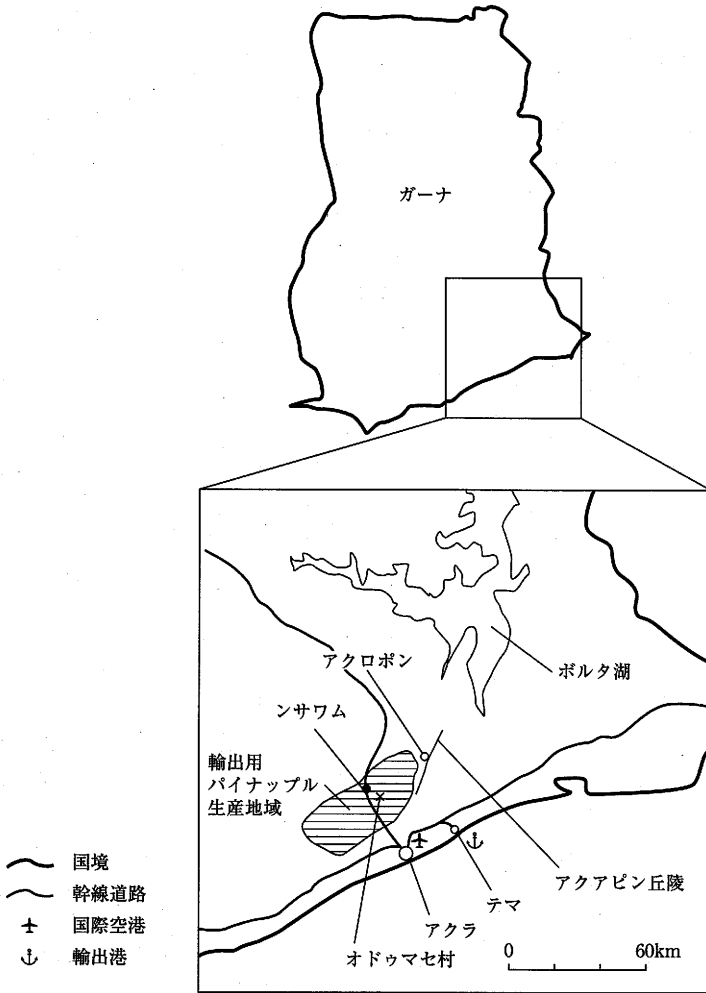 ガーナ
アクロポン
ボルタ湖
ンサワム
輸出用
パイナップル
生産地域
アクアピン丘陵
テマ
アクラ
オドゥマセ村
0 60km
国境
幹線道路
国際空港
輸出港